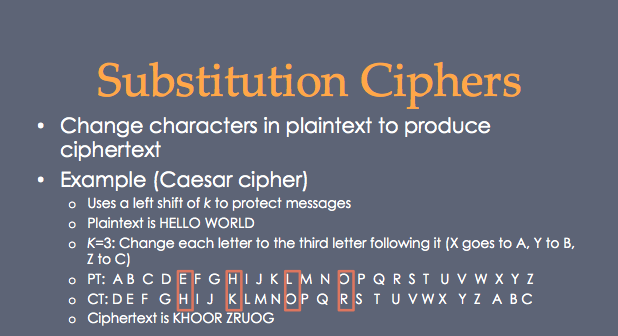 Substitution Ciphers
• Change characters in plaintext to produce
ciphertext
• Example (Caesar cipher)
o Uses a left shift of k to protect messages
o Plaintext is HELLO WORLD
o K=3: Change each letter to the third letter following it (X goes to A, Y to B,
Z to C)
o PT: A B C D E F G H I J K L M N O P Q R S T U V W X Y Z
o CT: D E F G H I J K L M N O P Q R S T U V W X Y Z A B C
o Ciphertext is KHOOR ZRUOG